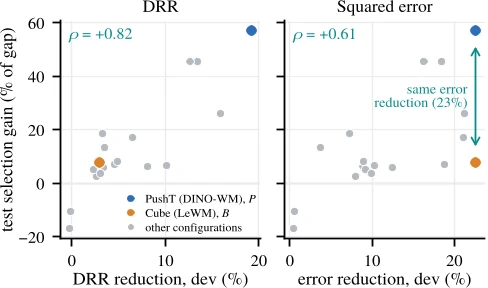 DRR
Squared error
test selection gain (% of gap)
60
40
20
0
−20
ρ = +0.82
PushT (DINO-WM), P
Cube (LeWM), B
other configurations
0
10
20
DRR reduction, dev (%)
ρ = +0.61
same error
reduction (23%)
0
10
20
error reduction, dev (%)